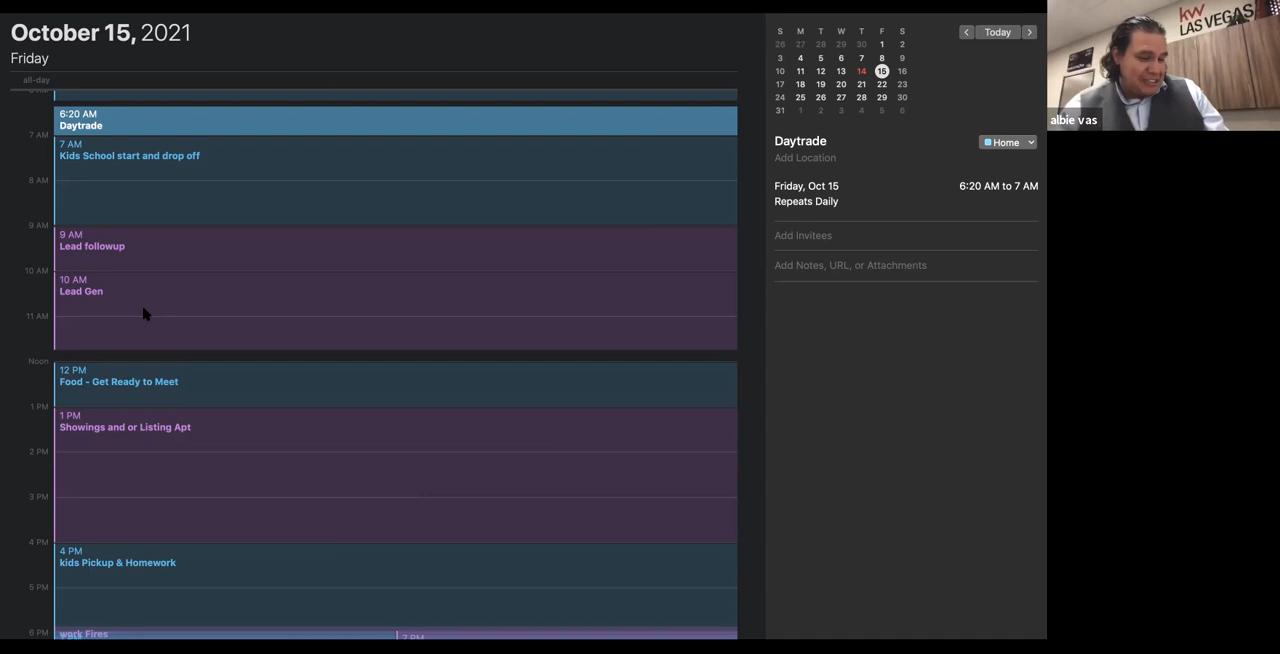 October 15, 2021
Friday
all-day
6:20 AM
Daytrade
7 AM
7 AM
Kids School start and drop off
8 AM
9 AM
9 AM
Lead followup
10 AM
10 AM
Lead Gen
11 AM
Noon
12 PM
Food - Get Ready to Meet
1 PM
1 PM
Showings and or Listing Apt
2 PM
3 PM
4 PM
4 PM
kids Pickup & Homework
5 PM
6 PM
work Fires
7 PM
S M T W T F S
26 27 28 29 30 1 2
3 4 5 6 7 8 9
10 11 12 13 14 15 16
17 18 19 20 21 22 23
24 25 26 27 28 29 30
31 1 2 3 4 5 6
< Today >
Daytrade
Home
Add Location
Friday, Oct 15 6:20 AM to 7 AM
Repeats Daily
Add Invitees
Add Notes, URL, or Attachments
kw
LAS VEGAS
albie vas